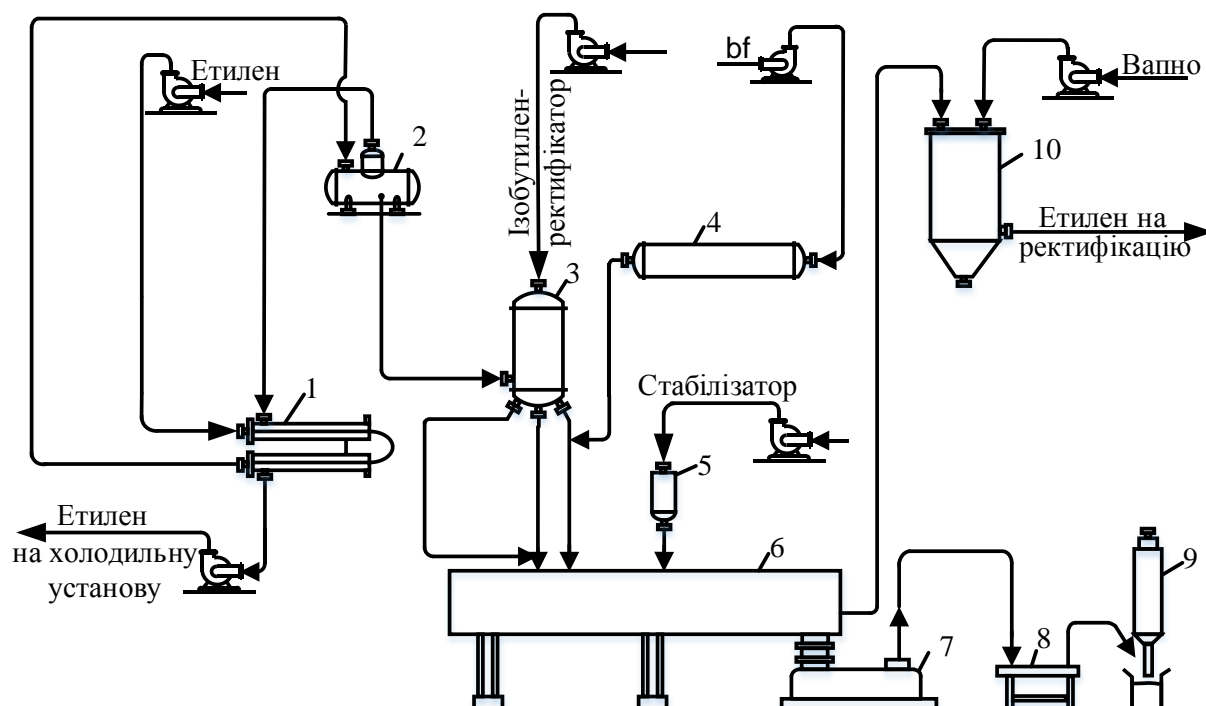 Етилен
bf
Вапно
2
10
Ізобутилен-
ректифікатор
4
Етилен на
ректифікацію
3
1
Стабілізатор
5
Етилен
на холодильну
установу
6
9
7
8